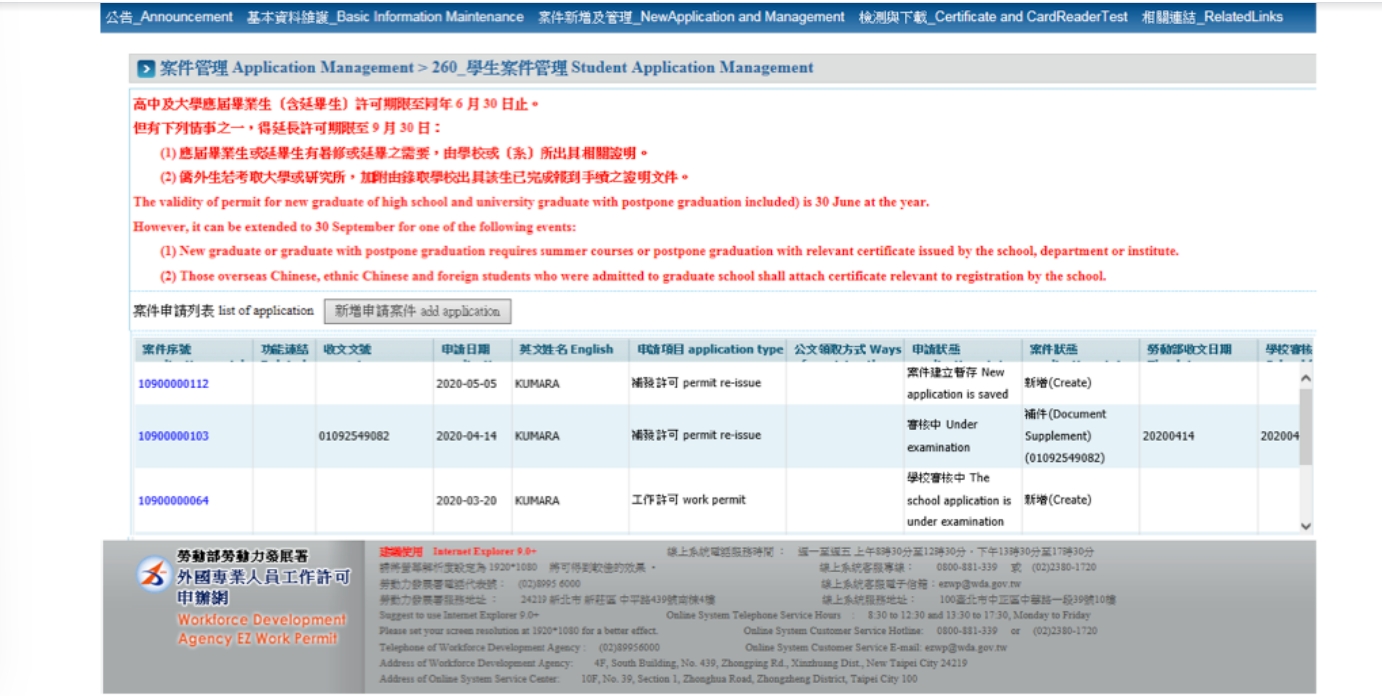 公告_Announcement 基本資料維護_Basic Information Maintenance 案件新增及管理_NewApplication and Management 檢測與下載_Certificate and CardReaderTest 相關連結_RelatedLinks
案件管理 Application Management > 260_學生案件管理 Student Application Management
高中及大學應屆畢業生（含延畢生）許可期限至同年 6 月 30 日止。
但有下列情事之一，得延長許可期限至 9 月 30 日：
(1) 應屆畢業生或延畢生有暑修或延畢之需要，由學校或（系）所出具相關證明。
(2) 僑外生若考取大學或研究所，加附由錄取學校出具該生已完成報到手續之證明文件。
The validity of permit for new graduate of high school and university graduate with postpone graduation included) is 30 June at the year.
However, it can be extended to 30 September for one of the following events:
(1) New graduate or graduate with postpone graduation requires summer courses or postpone graduation with relevant certificate issued by the school, department or institute.
(2) Those overseas Chinese, ethnic Chinese and foreign students who were admitted to graduate school shall attach certificate relevant to registration by the school.
案件申請列表 list of application 新增申請案件 add application
案件序號 功能連結 收文文號 申請日期 英文姓名 English 申請項目 application type 公文領取方式 Ways 申請狀態 案件狀態 勞動部收文日期 學校審核
10900000112 2020-05-05 KUMARA 補發許可 permit re-issue 案件建立暫存 New application is saved 新增(Create)
10900000103 01092549082 2020-04-14 KUMARA 補發許可 permit re-issue 審核中 Under examination 補件(Document Supplement) (01092549082) 20200414 202004
10900000064 2020-03-20 KUMARA 工作許可 work permit 學校審核中 The school application is under examination 新增(Create)
勞動部勞動力發展署
外國專業人員工作許可
申辦網
Workforce Development
Agency EZ Work Permit
建議使用 Internet Explorer 9.0+ 線上系統電話服務時間： 週一至週五 上午8時30分至12時30分，下午13時30分至17時30分
請將螢幕解析度設定為 1920*1080 將可得到較佳的效果。 線上系統客服專線： 0800-881-339 或 (02)2380-1720
勞動力發展署電話代表號： (02)8995 6000 線上系統客服電子信箱：ezwp@wda.gov.tw
勞動力發展署服務地址： 24219 新北市 新莊區 中平路439號南棟4樓 線上系統服務地址： 100臺北市中正區中華路一段39號10樓
Suggest to use Internet Explorer 9.0+ Online System Telephone Service Hours : 8:30 to 12:30 and 13:30 to 17:30, Monday to Friday
Please set your screen resolution at 1920*1080 for a better effect. Online System Customer Service Hotline: 0800-881-339 or (02)2380-1720
Telephone of Workforce Development Agency : (02)89956000 Online System Customer Service E-mail: ezwp@wda.gov.tw
Address of Workforce Development Agency: 4F, South Building, No. 439, Zhongping Rd., Xinzhuang Dist., New Taipei City 24219
Address of Online System Service Center: 10F, No. 39, Section 1, Zhonghua Road, Zhongzheng District, Taipei City 100